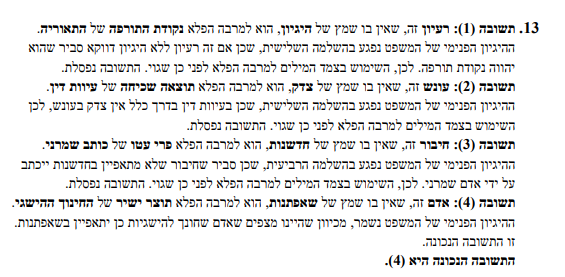 13. תשובה (1): רעיון זה, שאין בו שמץ של היגיון, הוא למרבה הפלא נקודת התורפה של התאוריה.
ההיגיון הפנימי של המשפט נפגע בהשלמה השלישית, שכן אם זה רעיון ללא היגיון דווקא סביר שהוא
יהווה נקודת תורפה. לכן, השימוש בצמד המילים למרבה הפלא לפני כן שגוי. התשובה נפסלת.
תשובה (2): עונש זה, שאין בו שמץ של צדק, הוא למרבה הפלא תוצאה שכיחה של עיוות דין.
ההיגיון הפנימי של המשפט נפגע בהשלמה השלישית, שכן בעיוות דין בדרך כלל אין צדק בעונש, לכן
השימוש בצמד המילים למרבה הפלא לפני כן שגוי. התשובה נפסלת.
תשובה (3): חיבור זה, שאין בו שמץ של חדשנות, הוא למרבה הפלא פרי עטו של כותב שמרני.
ההיגיון הפנימי של המשפט נפגע בהשלמה הרביעית, שכן סביר שחיבור שלא מתאפיין בחדשנות ייכתב
על ידי אדם שמרני. לכן, השימוש בצמד המילים למרבה הפלא לפני כן שגוי. התשובה נפסלת.
תשובה (4): אדם זה, שאין בו שמץ של שאפתנות, הוא למרבה הפלא תוצר ישיר של החינוך ההישגי.
ההיגיון הפנימי של המשפט נשמר, מכיוון שהיינו מצפים שאדם שחונך להישגיות כן יתאפיין בשאפתנות.
זו התשובה הנכונה.
התשובה הנכונה היא (4).